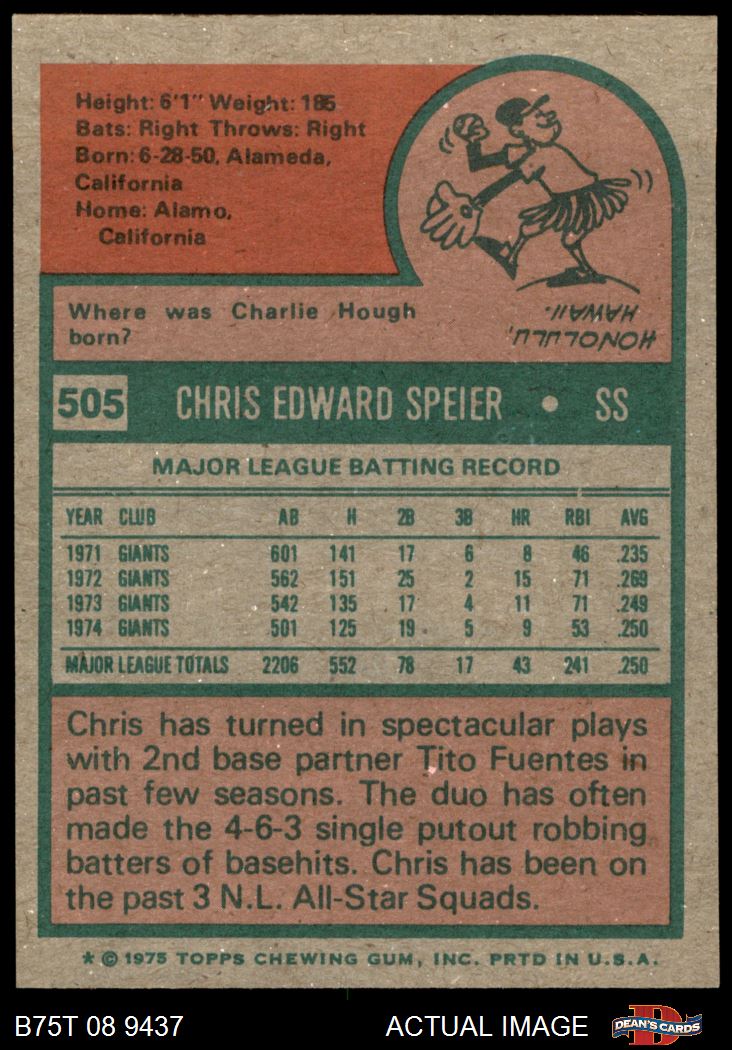 Height: 6'1" Weight: 185
Bats: Right Throws: Right
Born: 6-28-50, Alameda,
California
Home: Alamo,
California
Where was Charlie Hough
born?
HONOLULU,
HAWAII.
505 CHRIS EDWARD SPEIER • SS
MAJOR LEAGUE BATTING RECORD
YEAR CLUB AB H 2B 3B HR RBI AVG
1971 GIANTS 601 141 17 6 8 46 .235
1972 GIANTS 562 151 25 2 15 71 .269
1973 GIANTS 542 135 17 4 11 71 .249
1974 GIANTS 501 125 19 5 9 53 .250
MAJOR LEAGUE TOTALS 2206 552 78 17 43 241 .250
Chris has turned in spectacular plays
with 2nd base partner Tito Fuentes in
past few seasons. The duo has often
made the 4-6-3 single putout robbing
batters of basehits. Chris has been on
the past 3 N.L. All-Star Squads.
* © 1975 TOPPS CHEWING GUM, INC. PRTD IN U.S.A.
B75T 08 9437 ACTUAL IMAGE D DEAN'S CARDS